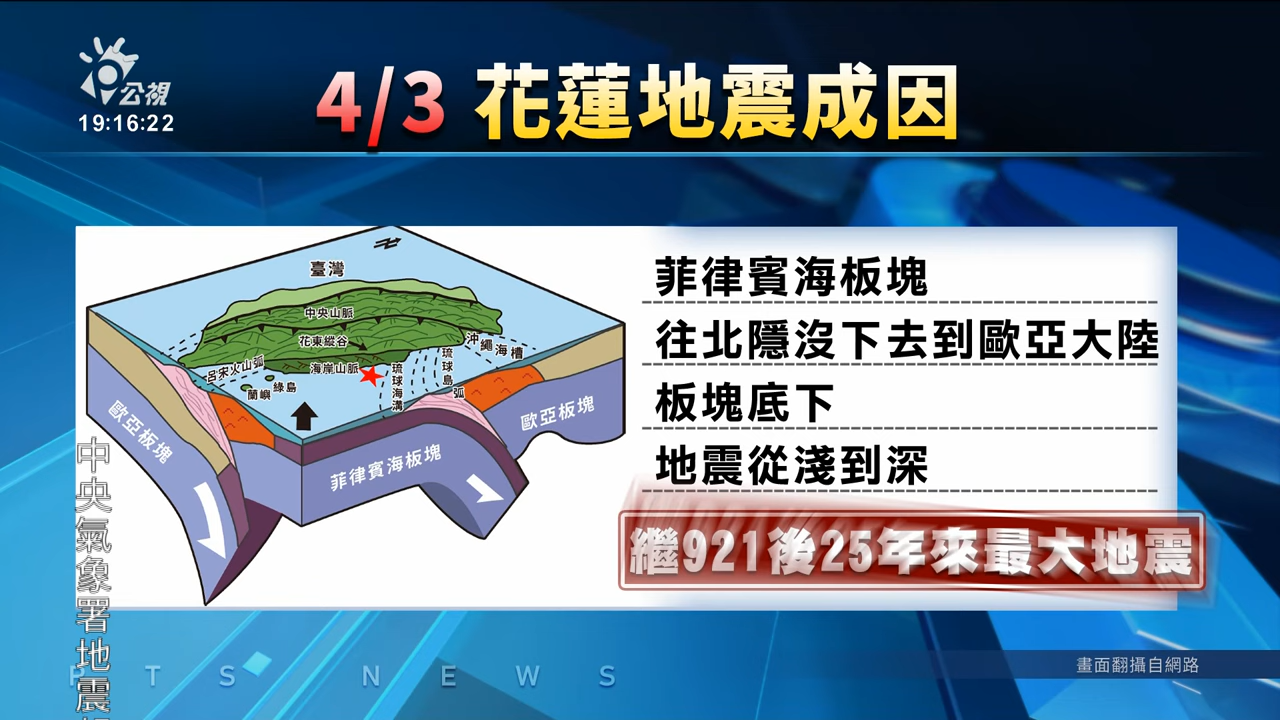 公視
19:16:22
4/3 花蓮地震成因
臺灣
中央山脈
花東縱谷
海岸山脈
呂宋火山弧
蘭嶼
綠島
琉球海溝
琉球島弧
沖繩海槽
歐亞板塊
菲律賓海板塊
歐亞板塊
菲律賓海板塊
往北隱沒下去到歐亞大陸
板塊底下
地震從淺到深
繼921後25年來最大地震
中央氣象署地震
PTS NEWS
畫面翻攝自網路